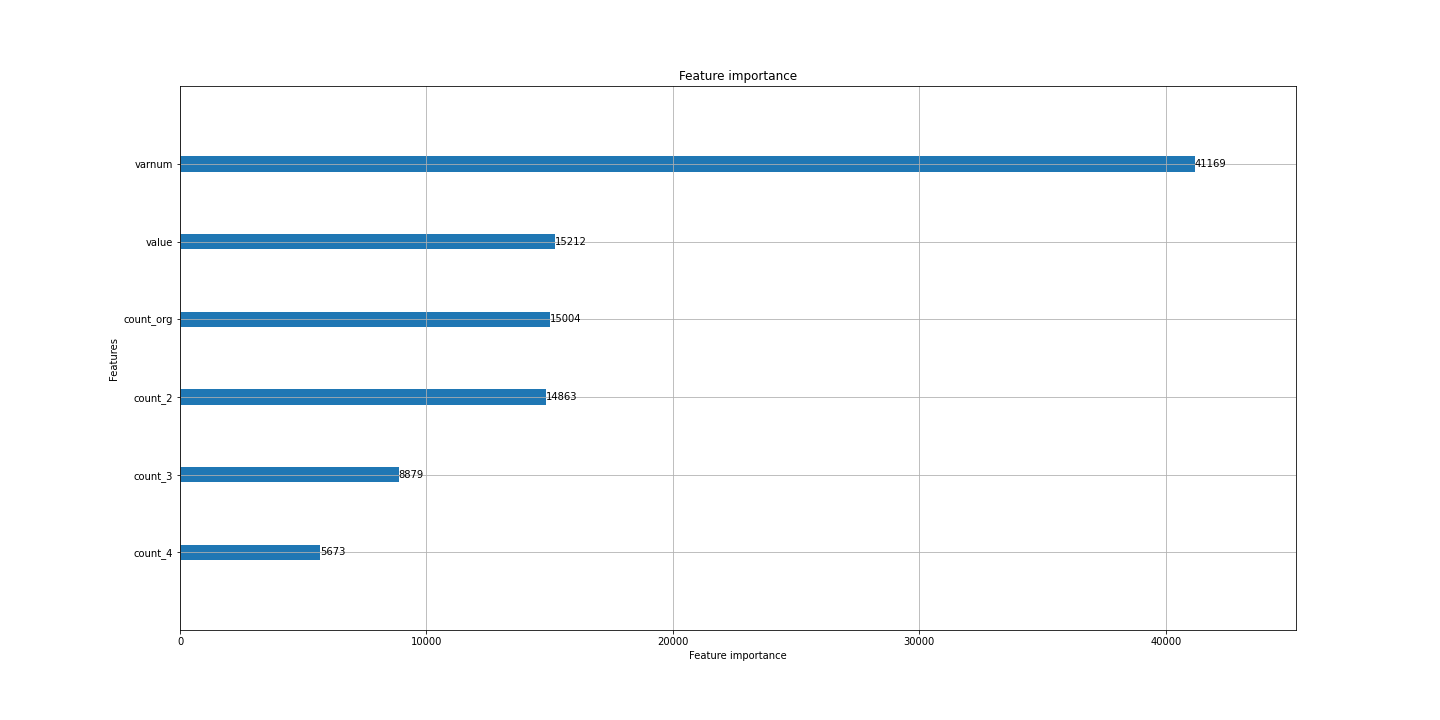 Feature importance
varnum
41169
value
15212
count_org
15004
Features
count_2
14863
count_3
8879
count_4
5673
0 10000 20000 30000 40000
Feature importance